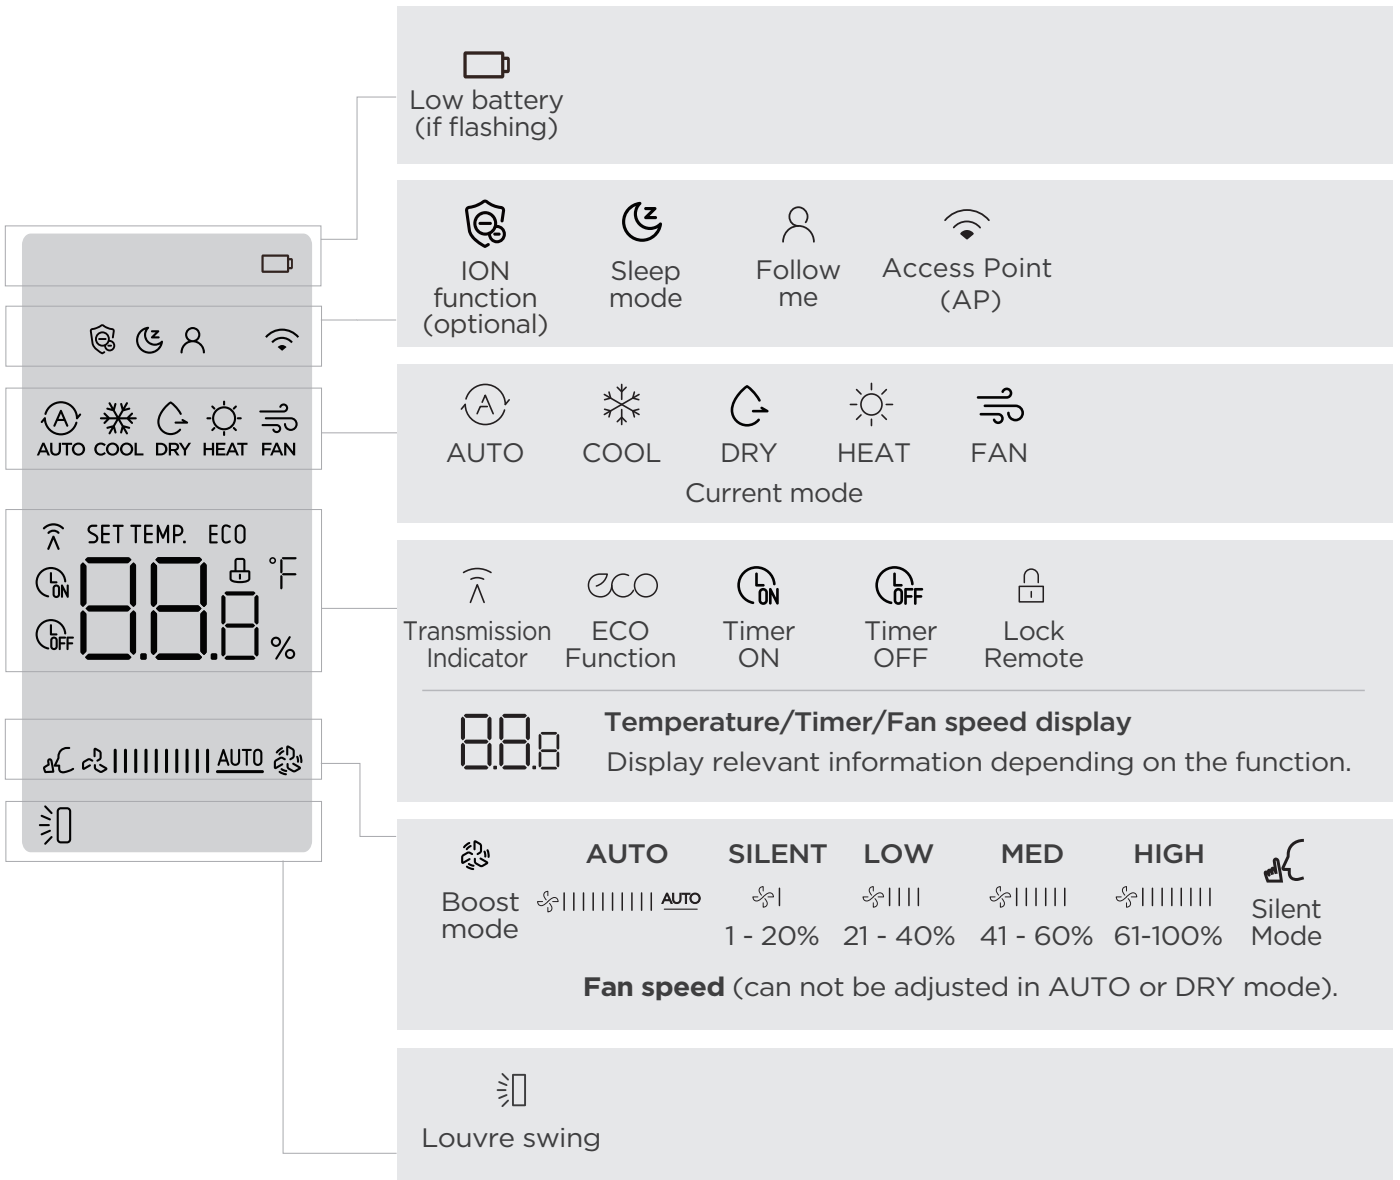 Low battery
(if flashing)
ION
function
(optional)
Sleep
mode
Follow
me
Access Point
(AP)
AUTO COOL DRY HEAT FAN
AUTO COOL DRY HEAT FAN
Current mode
SET TEMP. ECO
ON
88.8
°F
OFF
%
eco
ON
OFF
Transmission
Indicator
ECO
Function
Timer
ON
Timer
OFF
Lock
Remote
88.8
Temperature/Timer/Fan speed display
Display relevant information depending on the function.
AUTO
Boost
mode
AUTO
AUTO
SILENT
1 - 20%
LOW
21 - 40%
MED
41 - 60%
HIGH
61-100%
Silent
Mode
Fan speed (can not be adjusted in AUTO or DRY mode).
Louvre swing